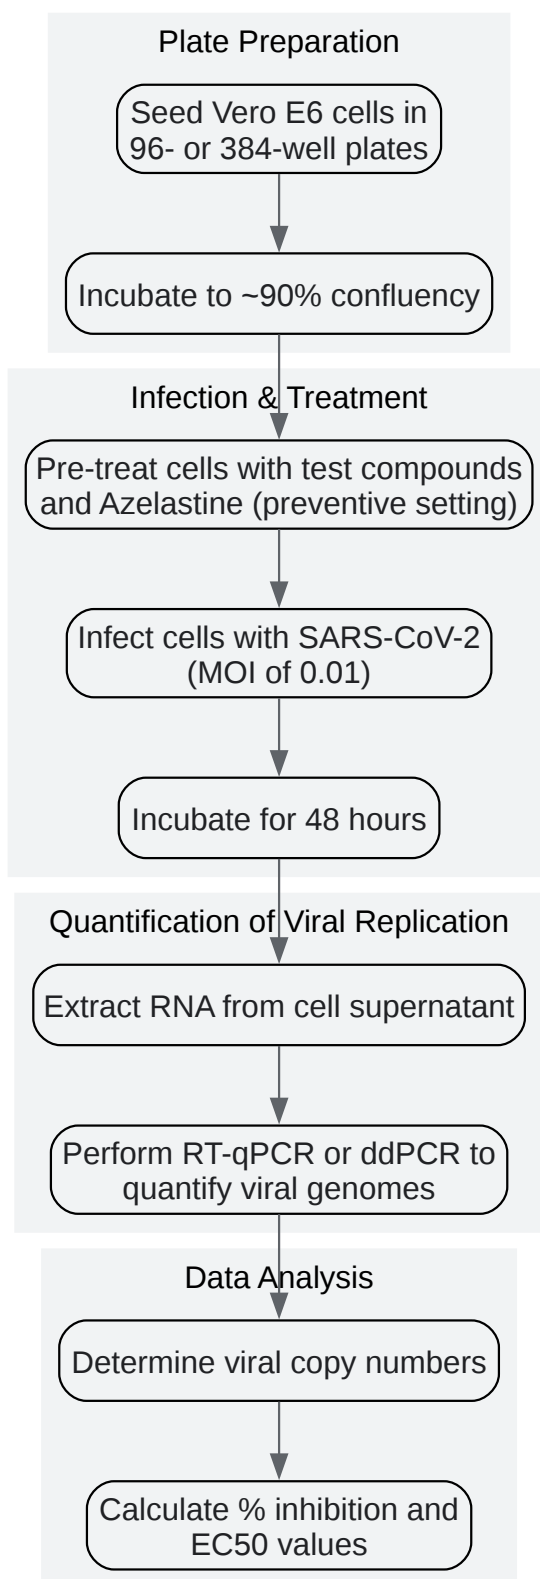 Plate Preparation
Seed Vero E6 cells in
96- or 384-well plates
Incubate to ~90% confluency
Infection & Treatment
Pre-treat cells with test compounds
and Azelastine (preventive setting)
Infect cells with SARS-CoV-2
(MOI of 0.01)
Incubate for 48 hours
Quantification of Viral Replication
Extract RNA from cell supernatant
Perform RT-qPCR or ddPCR to
quantify viral genomes
Data Analysis
Determine viral copy numbers
Calculate % inhibition and
EC50 values